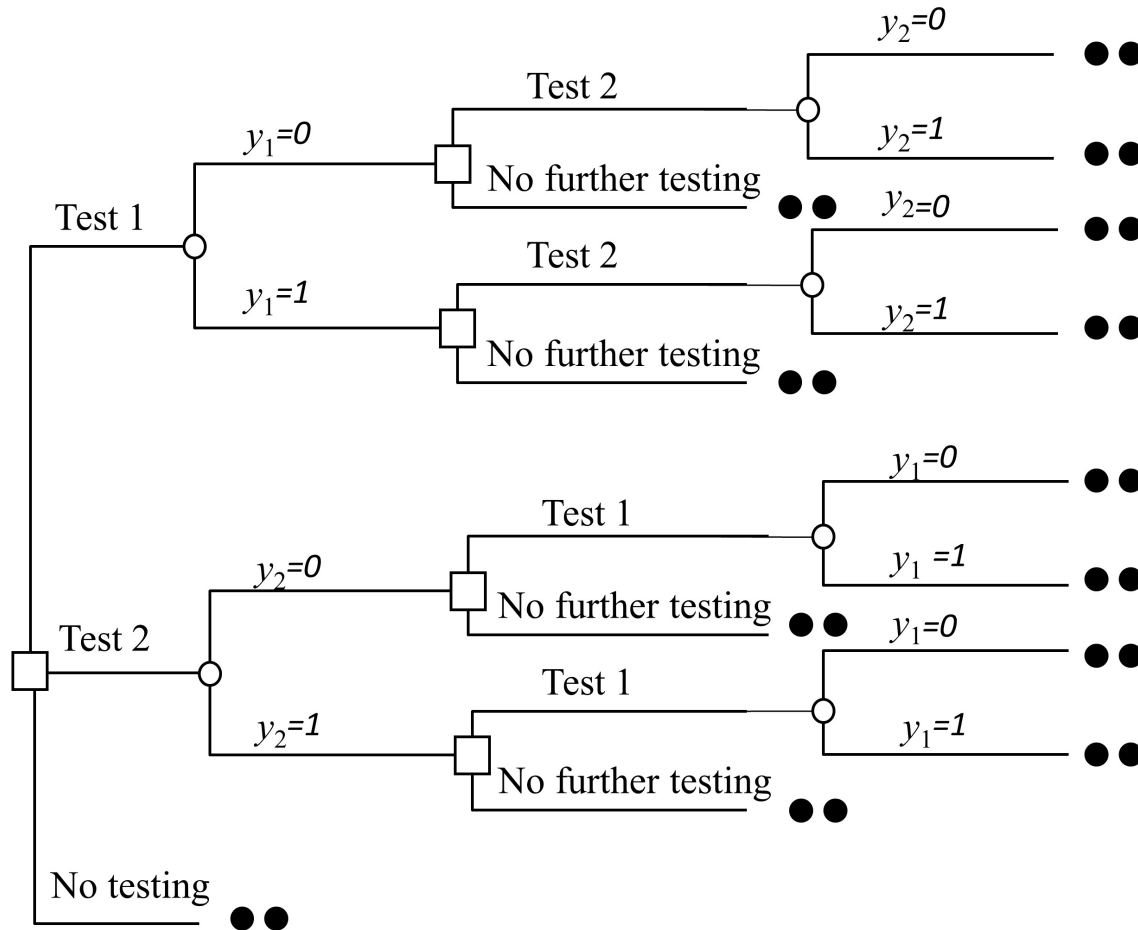 y₂=0
Test 2
y₁=0
y₂=1
No further testing
Test 1
y₂=0
Test 2
y₁=1
y₂=1
No further testing
y₁=0
Test 1
y₂=0
y₁ =1
No further testing
y₁=0
Test 2
Test 1
y₂=1
y₁=1
No further testing
No testing